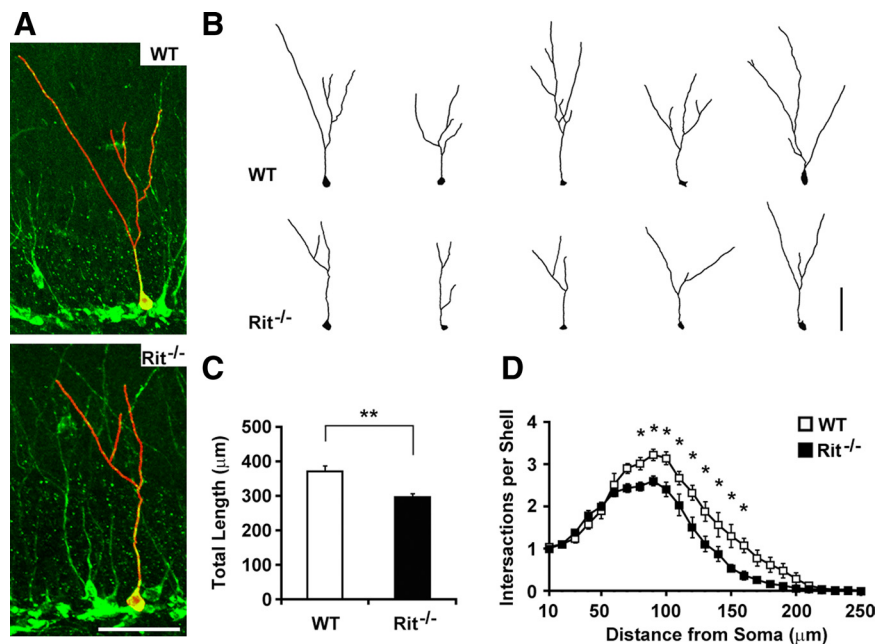 A
WT
Rit-/-
B
WT
Rit-/-
C
**
500
400
300
200
100
0
Total Length (μm)
WT
Rit-/-
D
WT
Rit-/-
* * * * * * * * *
4
3
2
1
0
Intersactions per Shell
10
50
100
150
200
250
Distance from Soma (μm)